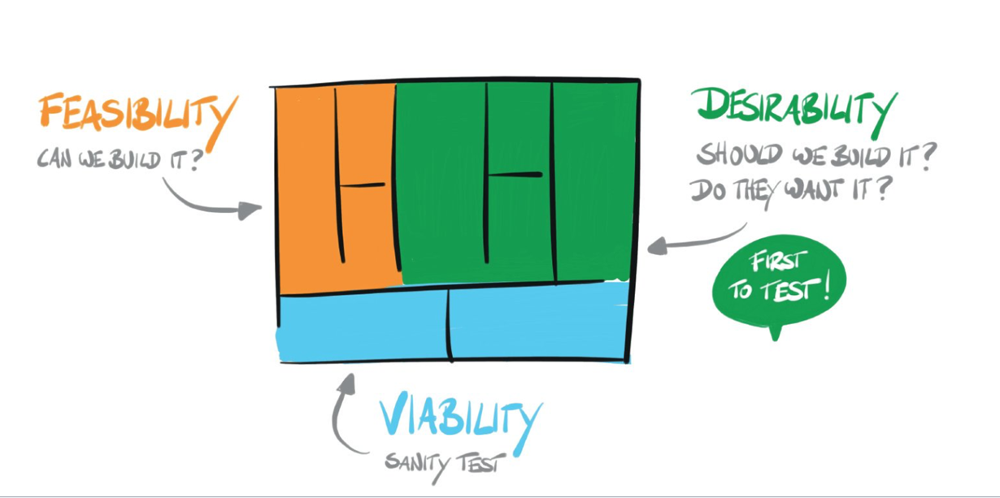 FEASIBILITY
CAN WE BUILD IT?
DESIRABILITY
SHOULD WE BUILD IT?
DO THEY WANT IT?
FIRST
TO TEST!
VIABILITY
SANITY TEST